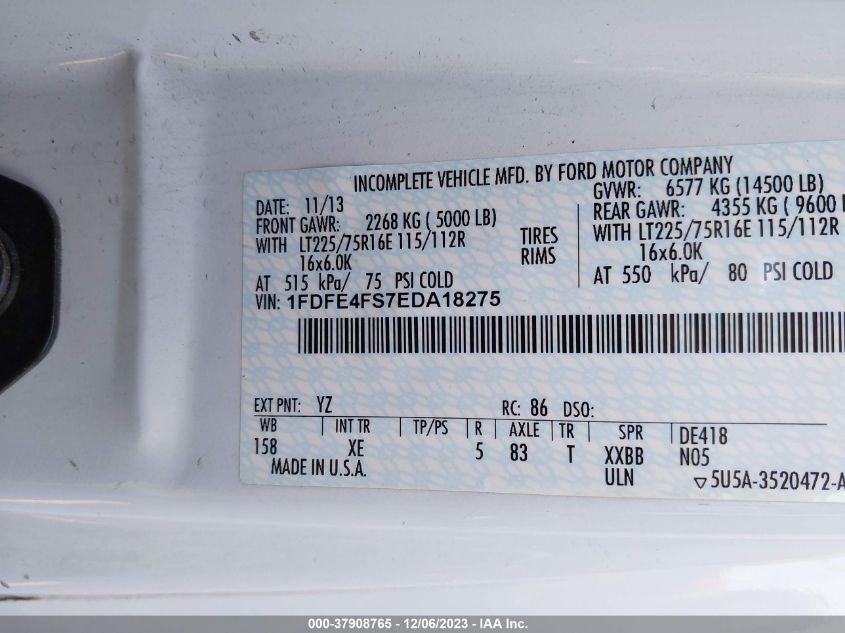 INCOMPLETE VEHICLE MFD. BY FORD MOTOR COMPANY
DATE: 11/13 GVWR: 6577 KG (14500 LB)
FRONT GAWR: 2268 KG ( 5000 LB) REAR GAWR: 4355 KG ( 9600
WITH LT225/75R16E 115/112R TIRES WITH LT225/75R16E 115/112R
16x6.0K RIMS 16x6.0K
AT 515 kPa/ 75 PSI COLD AT 550 kPa/ 80 PSI COLD
VIN: 1FDFE4FS7EDA18275
EXT PNT: YZ RC: 86 DSO:
WB INT TR TP/PS R AXLE TR SPR DE418
158 XE 5 83 T XXBB N05
MADE IN U.S.A. ULN ▽5U5A-3520472-A
000-37908765 - 12/06/2023 - IAA Inc.